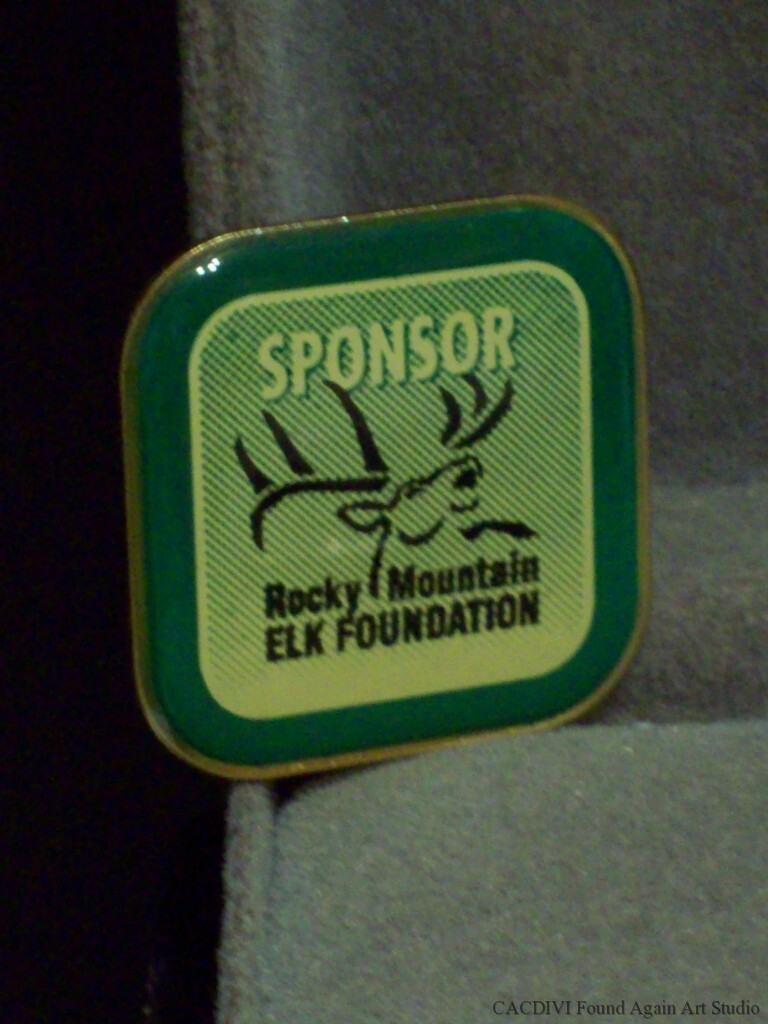 SPONSOR
Rocky Mountain
ELK FOUNDATION
CACDIVI Found Again Art Studio